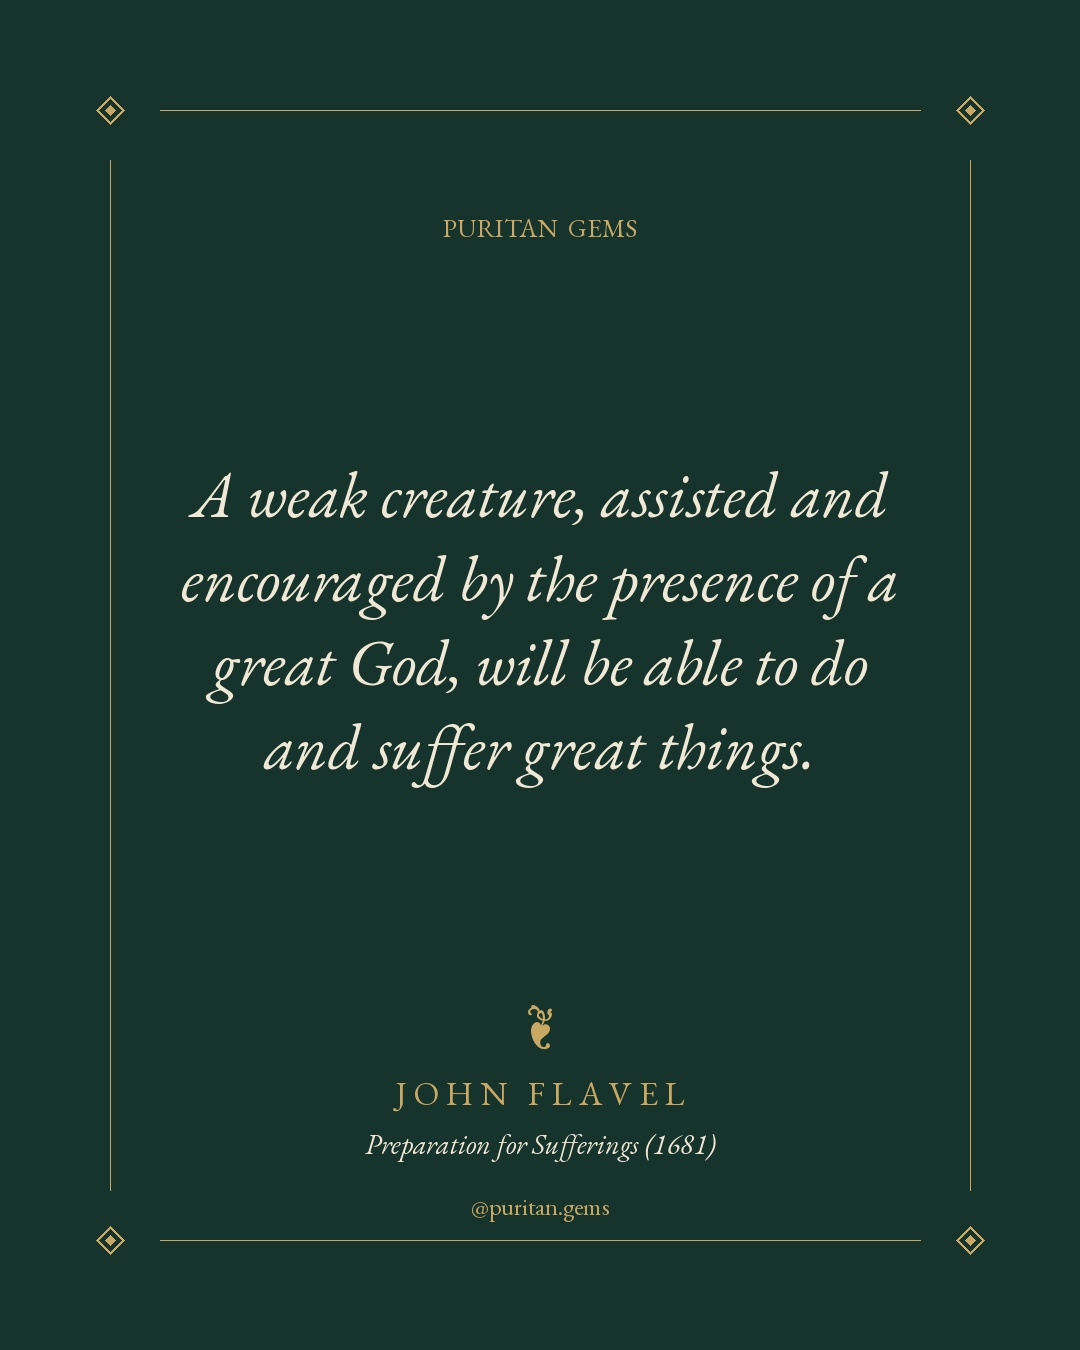 PURITAN GEMS
A weak creature, assisted and
encouraged by the presence of a
great God, will be able to do
and suffer great things.
JOHN FLAVEL
Preparation for Sufferings (1681)
@puritan.gems